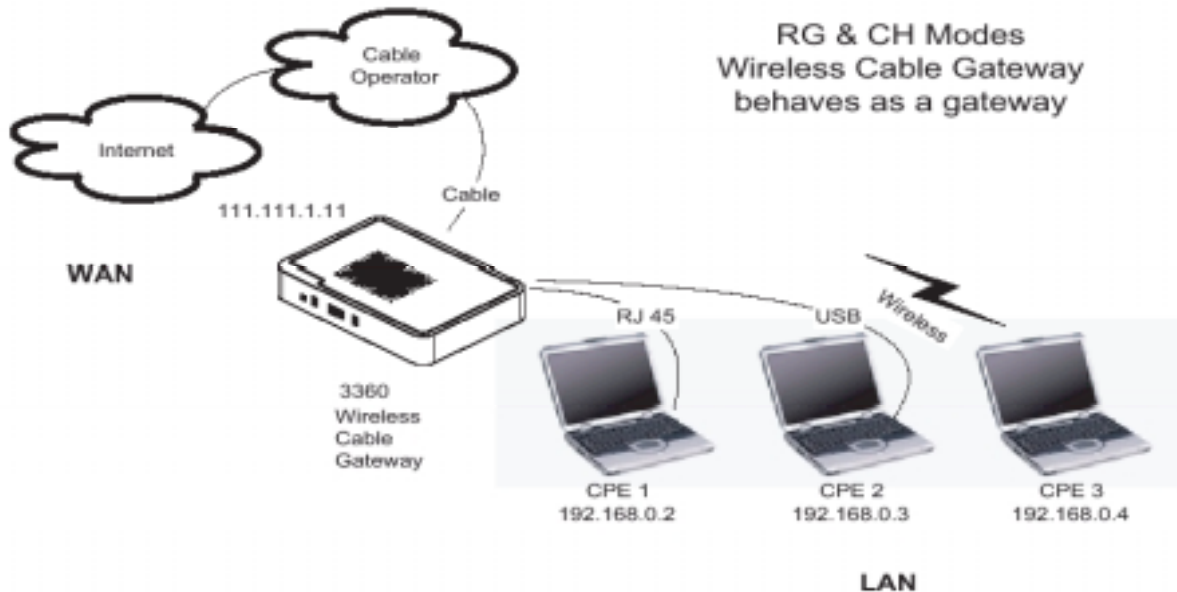 RG & CH Modes
Wireless Cable Gateway
behaves as a gateway
Cable
Operator
Internet
Cable
111.111.1.11
WAN
RJ 45
USB
Wireless
3360
Wireless
Cable
Gateway
CPE 1
192.168.0.2
CPE 2
192.168.0.3
CPE 3
192.168.0.4
LAN